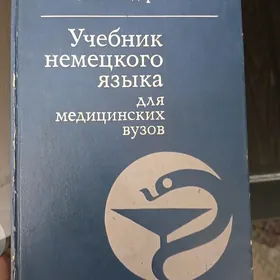 Учебник
немецкого
языка
для
медицинских
вузов